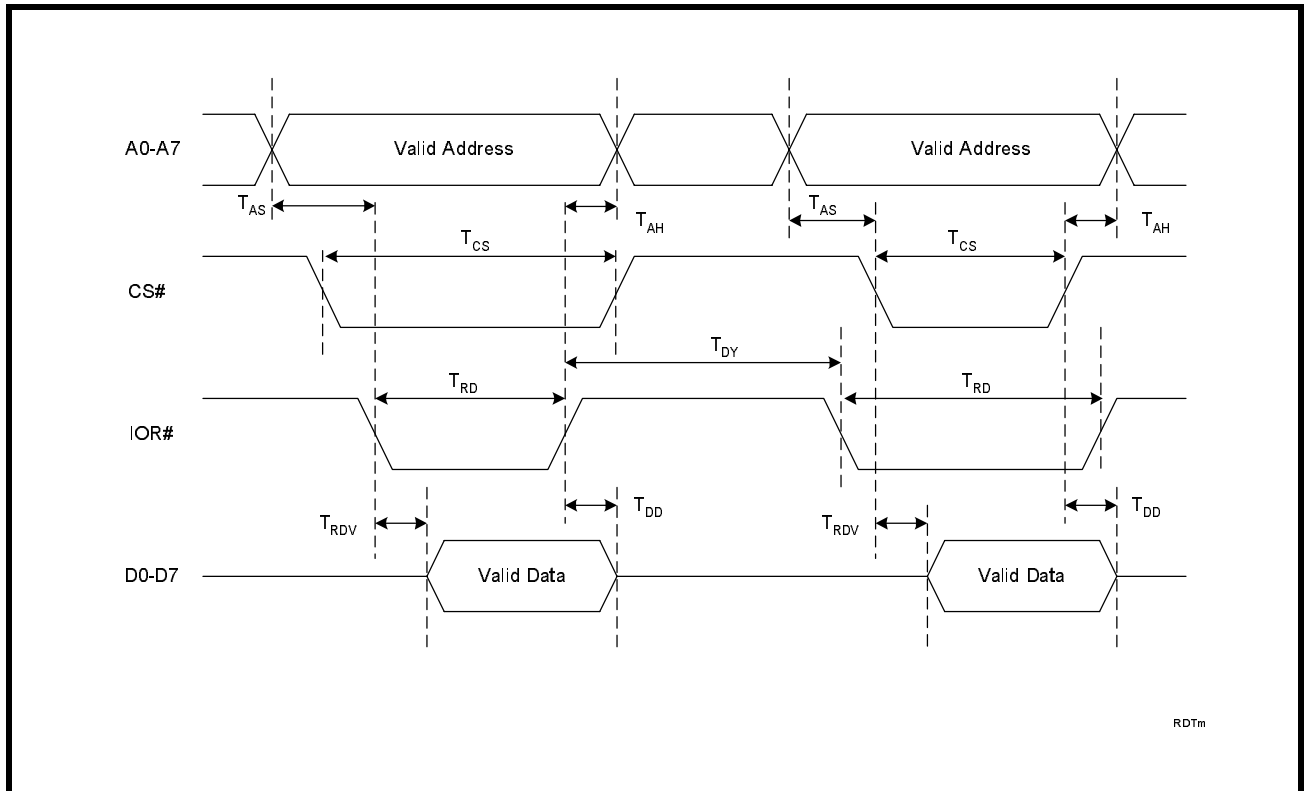 A0-A7
Valid Address
Valid Address
TAS
TAH
TAS
TAH
TCS
TCS
CS#
TDY
TRD
TRD
IOR#
TRDV
TDD
TRDV
TDD
D0-D7
Valid Data
Valid Data
RDTm